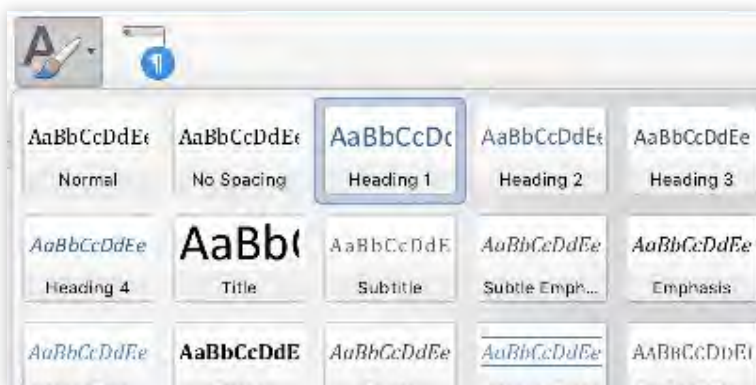 A
¶
AaBbCcDdEe AaBbCcDdEe AaBbCcDc AaBbCcDdEe AaBbCcDdEe
Normal No Spacing Heading 1 Heading 2 Heading 3
AaBbCcDdEe AaBb( AaBbCcDdE AaBbCcDdEe AaBbCcDdEe
Heading 4 Title Subtitle Subtle Emph... Emphasis
AaBbCcDdEe AaBbCcDdE AaBbCcDdEe AaBbCcDdEe AABBCCDDE